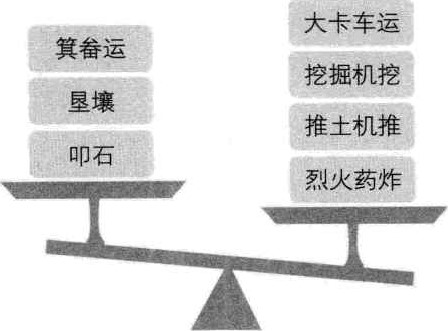 箕畚运
垦壤
叩石
大卡车运
挖掘机挖
推土机推
烈火药炸